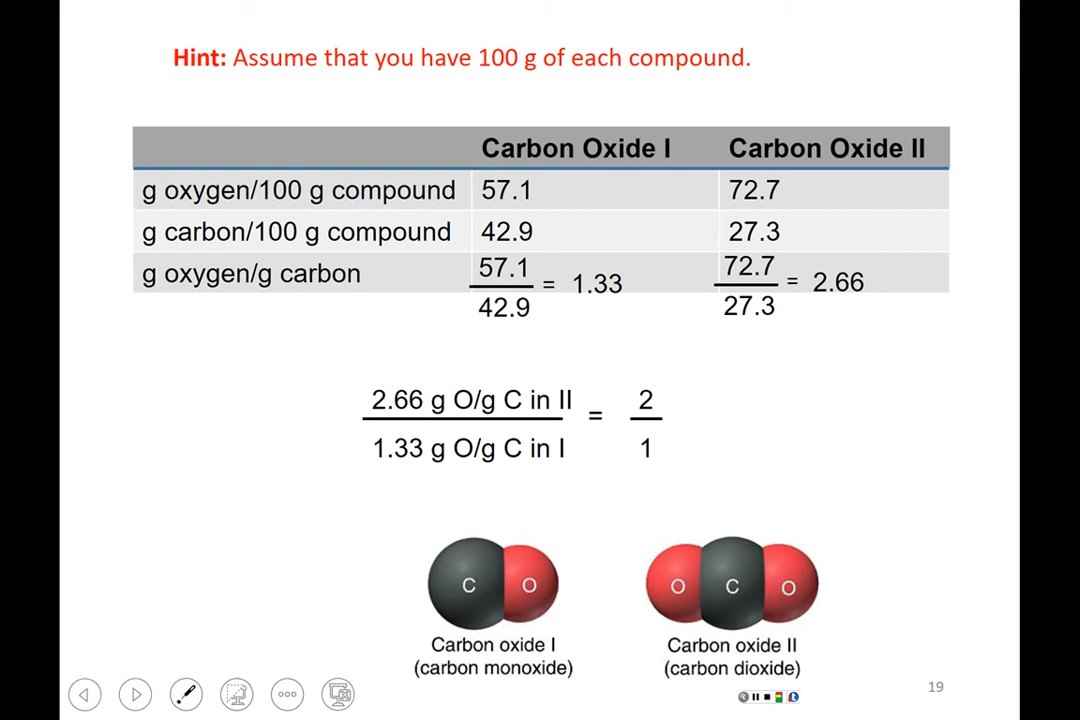 Hint: Assume that you have 100 g of each compound.
Carbon Oxide I Carbon Oxide II
g oxygen/100 g compound 57.1 72.7
g carbon/100 g compound 42.9 27.3
g oxygen/g carbon 57.1 / 42.9 = 1.33 72.7 / 27.3 = 2.66
2.66 g O/g C in II = 2
1.33 g O/g C in I 1
C O O C O
Carbon oxide I Carbon oxide II
(carbon monoxide) (carbon dioxide)
19